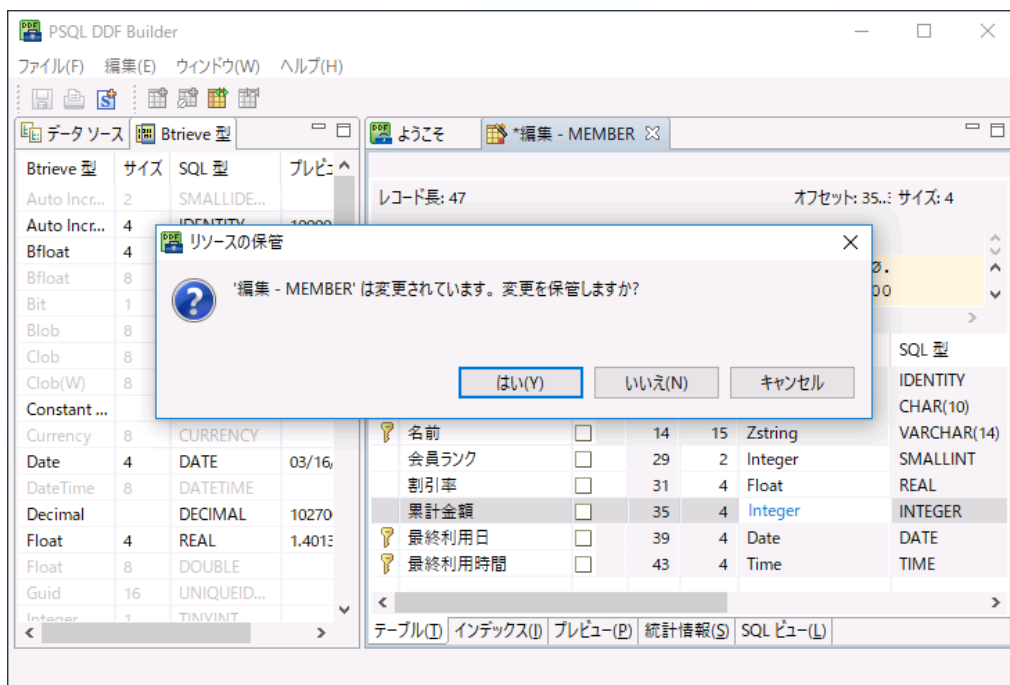 PSQL DDF Builder
ファイル(F) 編集(E) ウィンドウ(W) ヘルプ(H)
データ ソース Btrieve 型
Btrieve 型 サイズ SQL 型 プレビュ
Auto Incr... 2 SMALLIDE...
Auto Incr... 4 IDENTITY
Bfloat 4
Bfloat 8
Bit 1
Blob 8
Clob 8
Clob(W) 8
Constant ...
Currency 8 CURRENCY
Date 4 DATE 03/16/
DateTime 8 DATETIME
Decimal DECIMAL 10270
Float 4 REAL 1.4013
Float 8 DOUBLE
Guid 16 UNIQUEID...
Integer 1 TINYINT
ようこそ *編集 - MEMBER
レコード長: 47 オフセット: 35.. サイズ: 4
リソースの保管
'編集 - MEMBER' は変更されています。変更を保管しますか?
はい(Y) いいえ(N) キャンセル
SQL 型
IDENTITY
CHAR(10)
名前 14 15 Zstring VARCHAR(14)
会員ランク 29 2 Integer SMALLINT
割引率 31 4 Float REAL
累計金額 35 4 Integer INTEGER
最終利用日 39 4 Date DATE
最終利用時間 43 4 Time TIME
テーブル(T) インデックス(I) プレビュー(P) 統計情報(S) SQL ビュー(L)